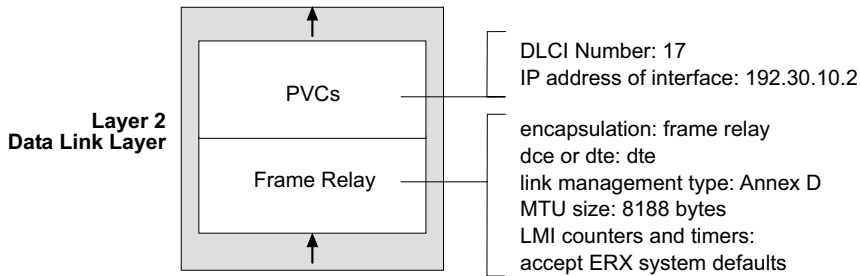 Layer 2
Data Link Layer
PVCs
Frame Relay
DLCI Number: 17
IP address of interface: 192.30.10.2
encapsulation: frame relay
dce or dte: dte
link management type: Annex D
MTU size: 8188 bytes
LMI counters and timers:
accept ERX system defaults